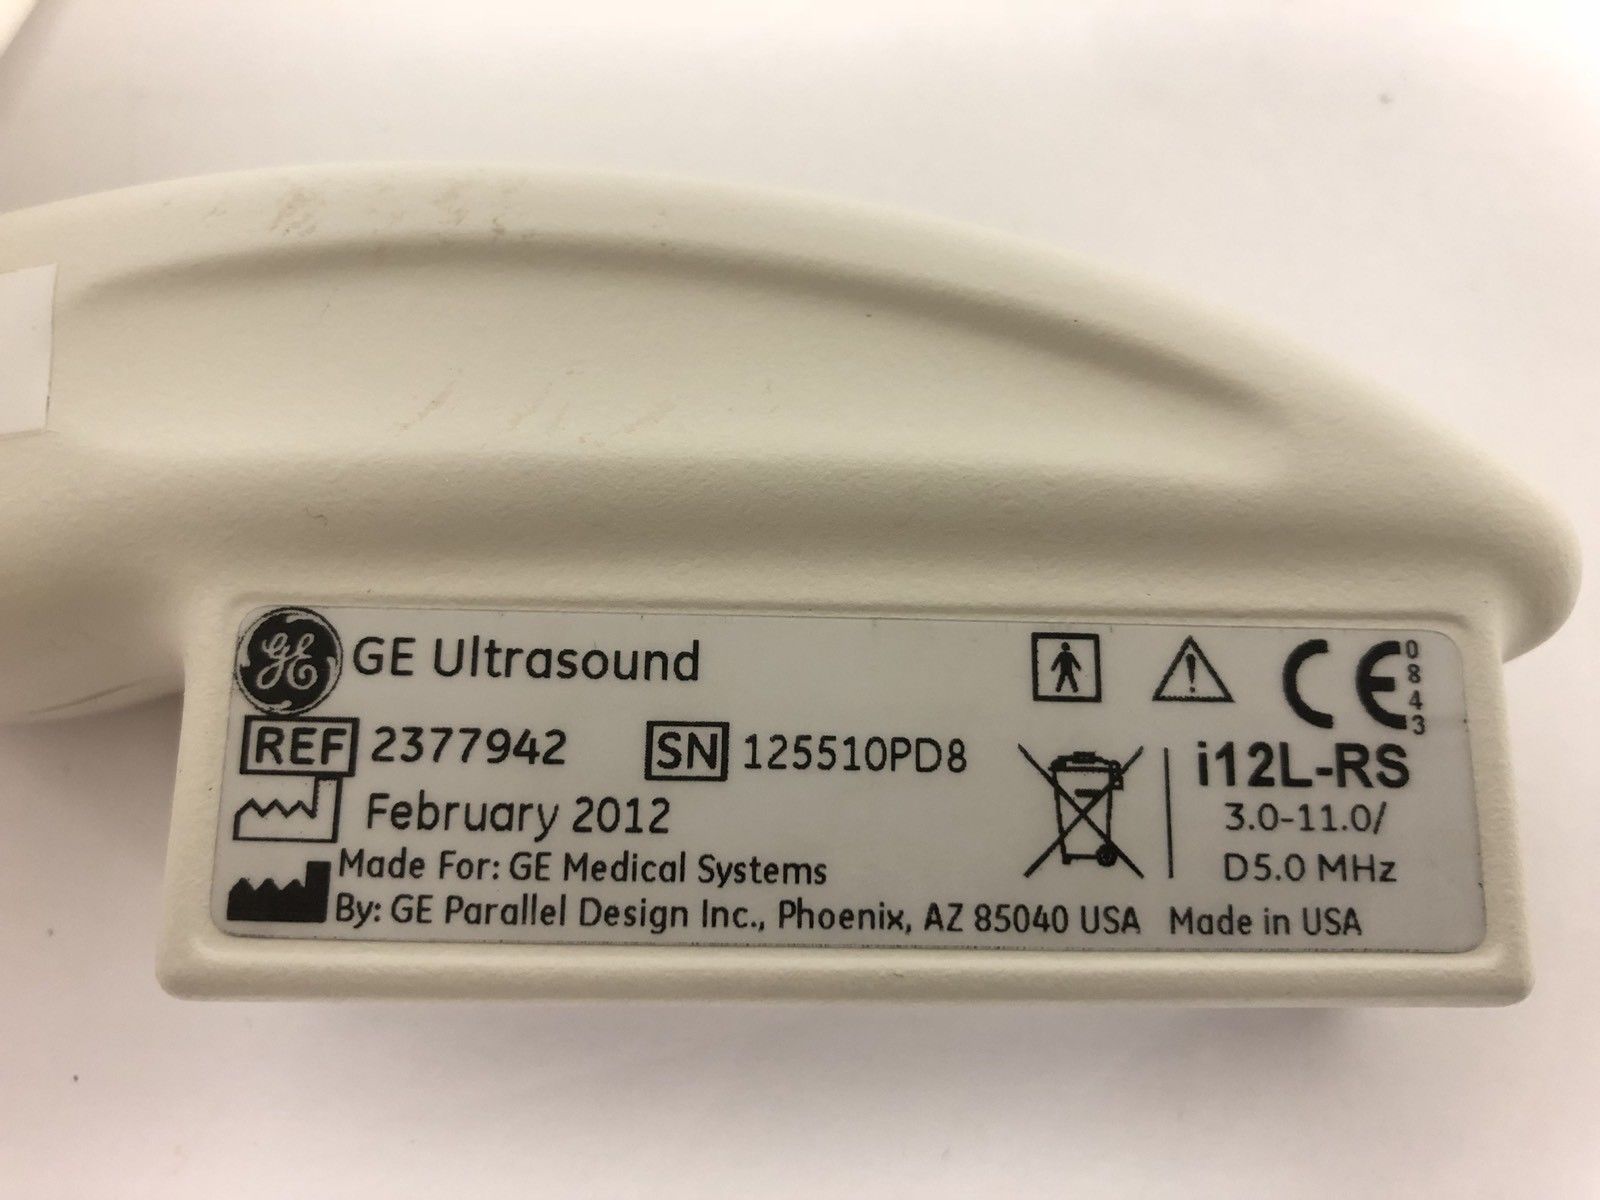 GE GE Ultrasound
REF 2377942 SN 125510PD8
February 2012
Made For: GE Medical Systems
By: GE Parallel Design Inc., Phoenix, AZ 85040 USA Made in USA
CE 0843
i12L-RS
3.0-11.0/
D5.0 MHz